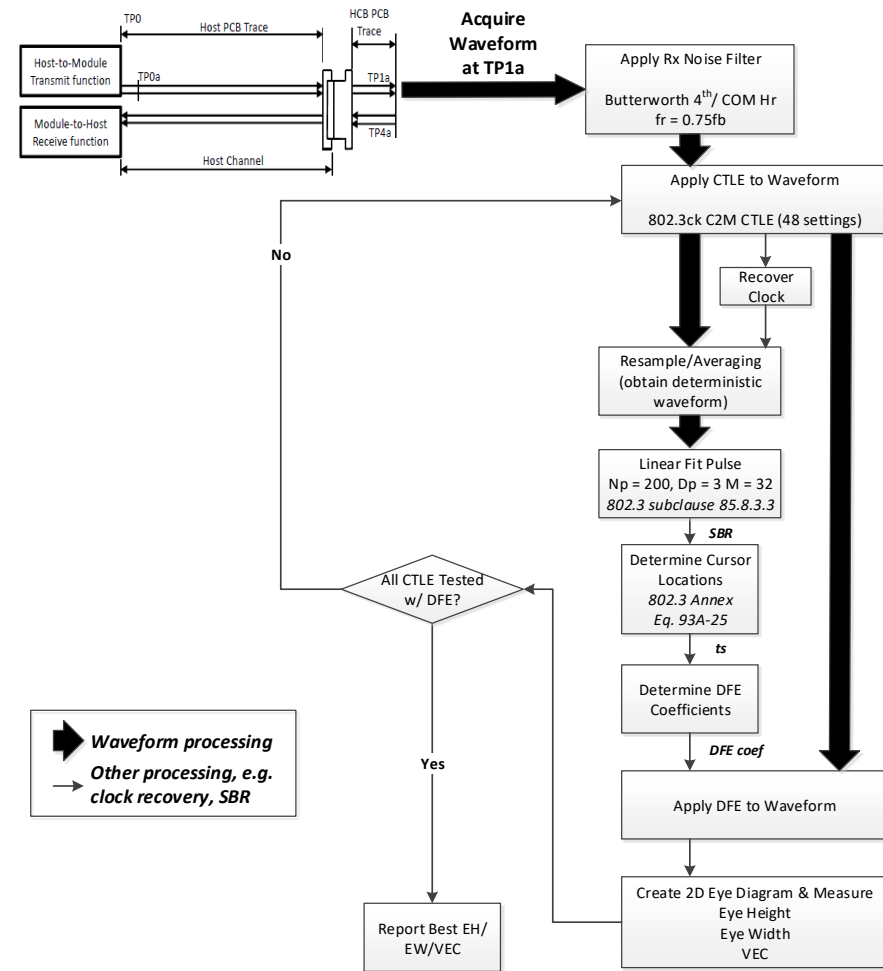 TP0
Host PCB Trace
HCB PCB
Trace
Host-to-Module
Transmit function
TP0a
TP1a
Module-to-Host
Receive function
TP4a
Host Channel
Acquire
Waveform
at TP1a
Apply Rx Noise Filter
Butterworth 4th/ COM Hr
fr = 0.75fb
Apply CTLE to Waveform
802.3ck C2M CTLE (48 settings)
No
Recover
Clock
Resample/Averaging
(obtain deterministic
waveform)
Linear Fit Pulse
Np = 200, Dp = 3 M = 32
802.3 subclause 85.8.3.3
SBR
All CTLE Tested
w/ DFE?
Determine Cursor
Locations
802.3 Annex
Eq. 93A-25
ts
Determine DFE
Coefficients
DFE coef
Waveform processing
Other processing, e.g.
clock recovery, SBR
Yes
Apply DFE to Waveform
Create 2D Eye Diagram & Measure
Eye Height
Eye Width
VEC
Report Best EH/
EW/VEC